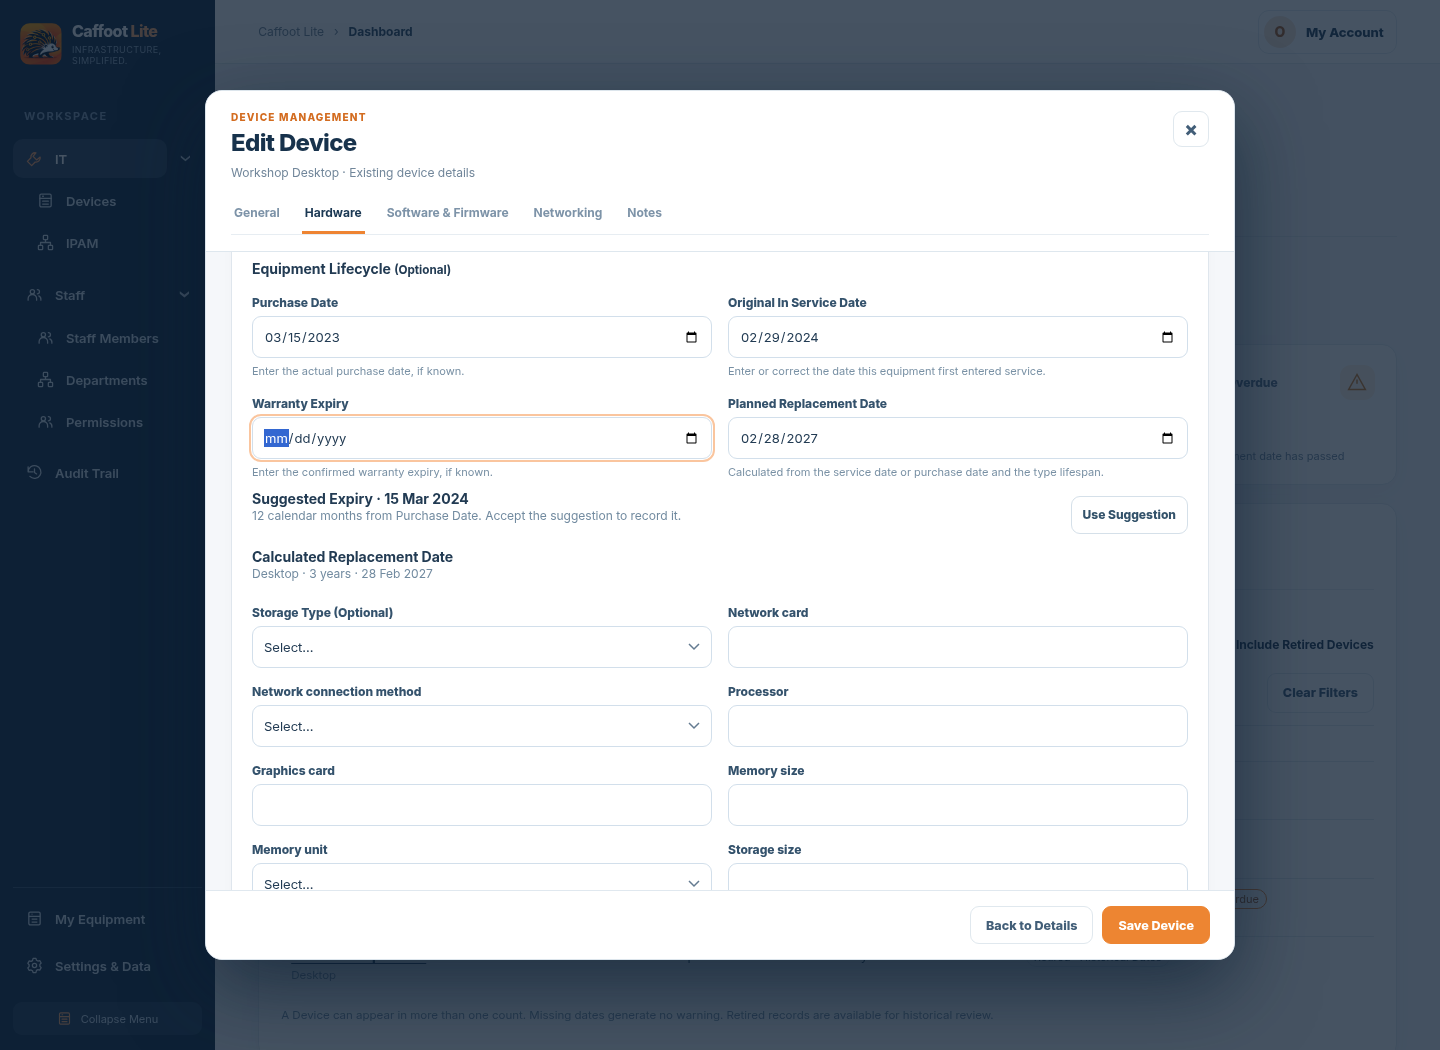 Caffoot Lite
INFRASTRUCTURE,
SIMPLIFIED.
Caffoot Lite › Dashboard
O My Account
WORKSPACE
IT
Devices
IPAM
Staff
Staff Members
Departments
Permissions
Audit Trail
My Equipment
Settings & Data
Collapse Menu
DEVICE MANAGEMENT
Edit Device
Workshop Desktop · Existing device details
General Hardware Software & Firmware Networking Notes
Equipment Lifecycle (Optional)
Purchase Date
03/15/2023
Enter the actual purchase date, if known.
Original In Service Date
02/29/2024
Enter or correct the date this equipment first entered service.
Warranty Expiry
mm/dd/yyyy
Enter the confirmed warranty expiry, if known.
Planned Replacement Date
02/28/2027
Calculated from the service date or purchase date and the type lifespan.
Suggested Expiry · 15 Mar 2024
12 calendar months from Purchase Date. Accept the suggestion to record it.
Use Suggestion
Calculated Replacement Date
Desktop · 3 years · 28 Feb 2027
Storage Type (Optional)
Select...
Network card
Network connection method
Select...
Processor
Graphics card
Memory size
Memory unit
Select...
Storage size
Back to Details
Save Device
verdue
date has passed
Include Retired Devices
Clear Filters
rdue
Desktop
A Device can appear in more than one count. Missing dates generate no warning. Retired records are available for historical review.